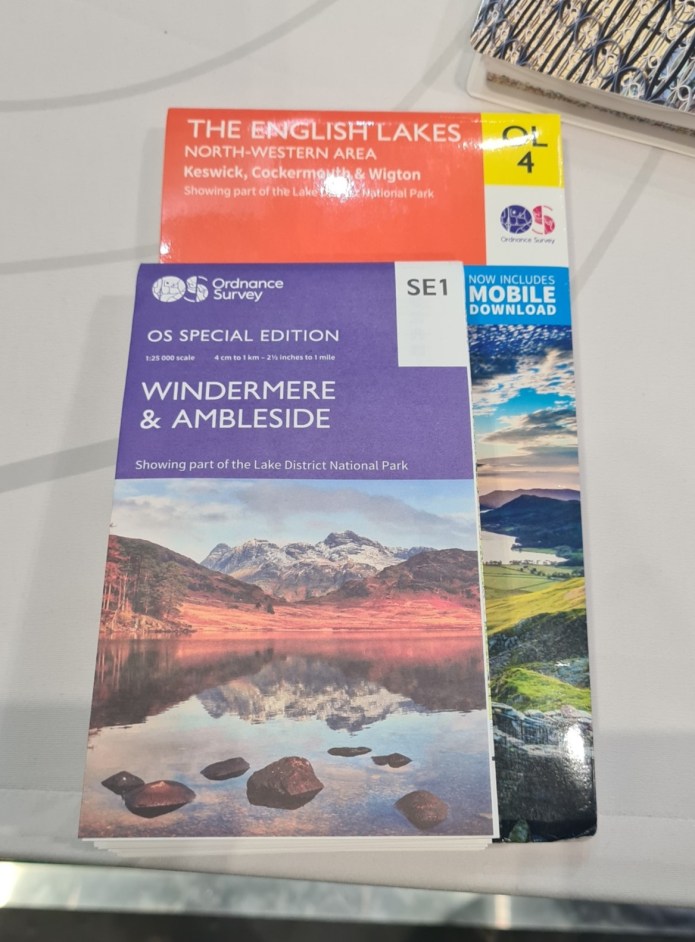 THE ENGLISH LAKES
NORTH-WESTERN AREA
Keswick, Cockermouth & Wigton
Showing part of the Lake District National Park
OL
4
OS
Ordnance Survey
NOW INCLUDES
MOBILE
DOWNLOAD
OS Ordnance
Survey
SE1
OS SPECIAL EDITION
1:25 000 scale 4 cm to 1 km – 2½ inches to 1 mile
WINDERMERE
& AMBLESIDE
Showing part of the Lake District National Park